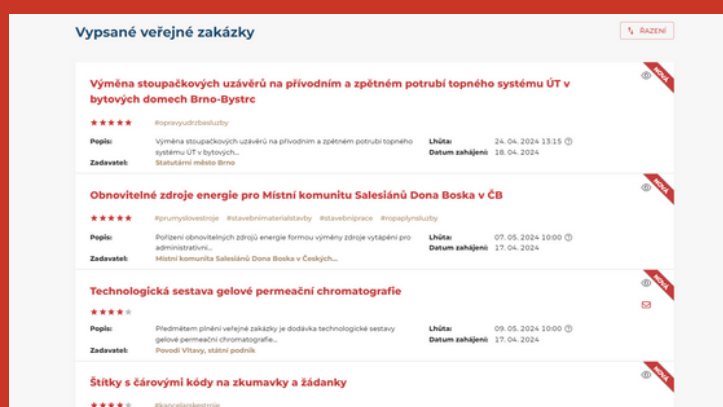 Vypsané veřejné zakázky
ŘAZENÍ
NOVÁ
Výměna stoupačkových uzávěrů na přívodním a zpětném potrubí topného systému ÚT v
bytových domech Brno-Bystrc
#opravyudrzbasluzby
Popis: Výměna stoupačkových uzávěrů na přívodním a zpětném potrubí topného Lhůta: 24. 04. 2024 13:15
systému ÚT v bytových... Datum zahájení: 18. 04. 2024
Zadavatel: Statutární město Brno
NOVÁ
Obnovitelné zdroje energie pro Místní komunitu Salesiánů Dona Boska v ČB
#prumyslovestroje #stavebnimaterialstavby #stavebniprace #ropaplynsluzby
Popis: Pořízení obnovitelných zdrojů energie formou výměny zdroje vytápění pro Lhůta: 07. 05. 2024 10:00
administrativní... Datum zahájení: 17. 04. 2024
Zadavatel: Místní komunita Salesiánů Dona Boska v Českých...
NOVÁ
Technologická sestava gelové permeační chromatografie
Popis: Předmětem plnění veřejné zakázky je dodávka technologické sestavy Lhůta: 09. 05. 2024 10:00
gelové permeační chromatografie... Datum zahájení: 17. 04. 2024
Zadavatel: Povodí Vltavy, státní podnik
NOVÁ
Štítky s čárovými kódy na zkumavky a žádanky
#kancelarskestroje